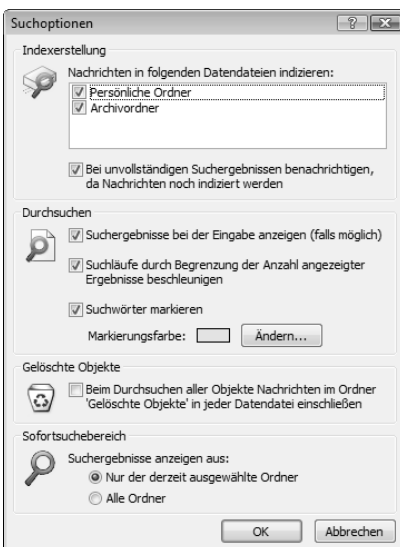 Suchoptionen
Indexerstellung
Nachrichten in folgenden Datendateien indizieren:
Persönliche Ordner
Archivordner
Bei unvollständigen Suchergebnissen benachrichtigen,
da Nachrichten noch indiziert werden
Durchsuchen
Suchergebnisse bei der Eingabe anzeigen (falls möglich)
Suchläufe durch Begrenzung der Anzahl angezeigter
Ergebnisse beschleunigen
Suchwörter markieren
Markierungsfarbe: Ändern...
Gelöschte Objekte
Beim Durchsuchen aller Objekte Nachrichten im Ordner
'Gelöschte Objekte' in jeder Datendatei einschließen
Sofortsuchebereich
Suchergebnisse anzeigen aus:
Nur der derzeit ausgewählte Ordner
Alle Ordner
OK Abbrechen